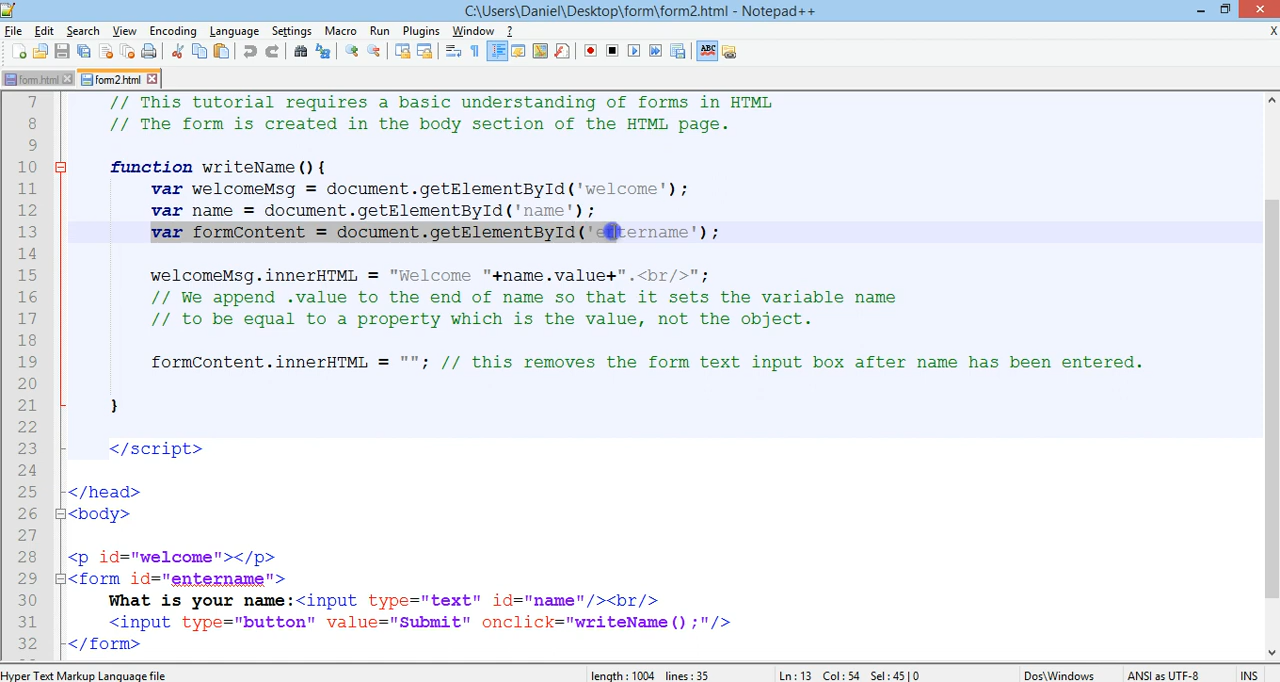 C:\Users\Daniel\Desktop\form\form2.html - Notepad++
File Edit Search View Encoding Language Settings Macro Run Plugins Window ? X
form.html form2.html
7 // This tutorial requires a basic understanding of forms in HTML
8 // The form is created in the body section of the HTML page.
9
10 function writeName(){
11 var welcomeMsg = document.getElementById('welcome');
12 var name = document.getElementById('name');
13 var formContent = document.getElementById('entername');
14
15 welcomeMsg.innerHTML = "Welcome "+name.value+".<br/>";
16 // We append .value to the end of name so that it sets the variable name
17 // to be equal to a property which is the value, not the object.
18
19 formContent.innerHTML = ""; // this removes the form text input box after name has been entered.
20
21 }
22
23 </script>
24
25 </head>
26 <body>
27
28 <p id="welcome"></p>
29 <form id="entername">
30 What is your name:<input type="text" id="name"/><br/>
31 <input type="button" value="Submit" onclick="writeName();"/>
32 </form>
Hyper Text Markup Language file length : 1004 lines : 35 Ln : 13 Col : 54 Sel : 45 | 0 Dos\Windows ANSI as UTF-8 INS